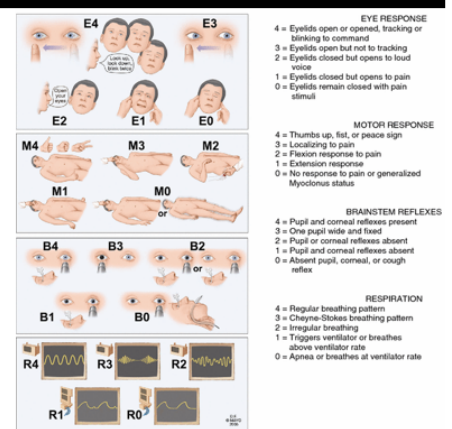 E4
E3
Look up,
look down,
blink twice
Open
your
eyes
E2
E1
E0
M4
M3
M2
M1
M0
or
B4
B3
B2
or
B1
B0
R4
R3
R2
R1
R0
EYE RESPONSE
4 = Eyelids open or opened, tracking or
blinking to command
3 = Eyelids open but not to tracking
2 = Eyelids closed but opens to loud
voice
1 = Eyelids closed but opens to pain
0 = Eyelids remain closed with pain
stimuli
MOTOR RESPONSE
4 = Thumbs up, fist, or peace sign
3 = Localizing to pain
2 = Flexion response to pain
1 = Extension response
0 = No response to pain or generalized
Myoclonus status
BRAINSTEM REFLEXES
4 = Pupil and corneal reflexes present
3 = One pupil wide and fixed
2 = Pupil or corneal reflexes absent
1 = Pupil and corneal reflexes absent
0 = Absent pupil, corneal, or cough
reflex
RESPIRATION
4 = Regular breathing pattern
3 = Cheyne-Stokes breathing pattern
2 = Irregular breathing
1 = Triggers ventilator or breathes
above ventilator rate
0 = Apnea or breathes at ventilator rate